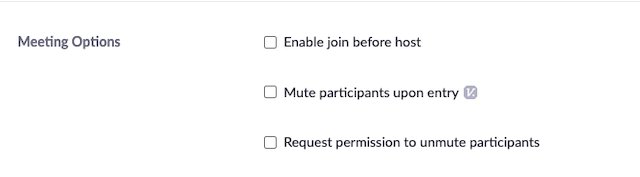 Meeting Options
Enable join before host
Mute participants upon entry
Request permission to unmute participants